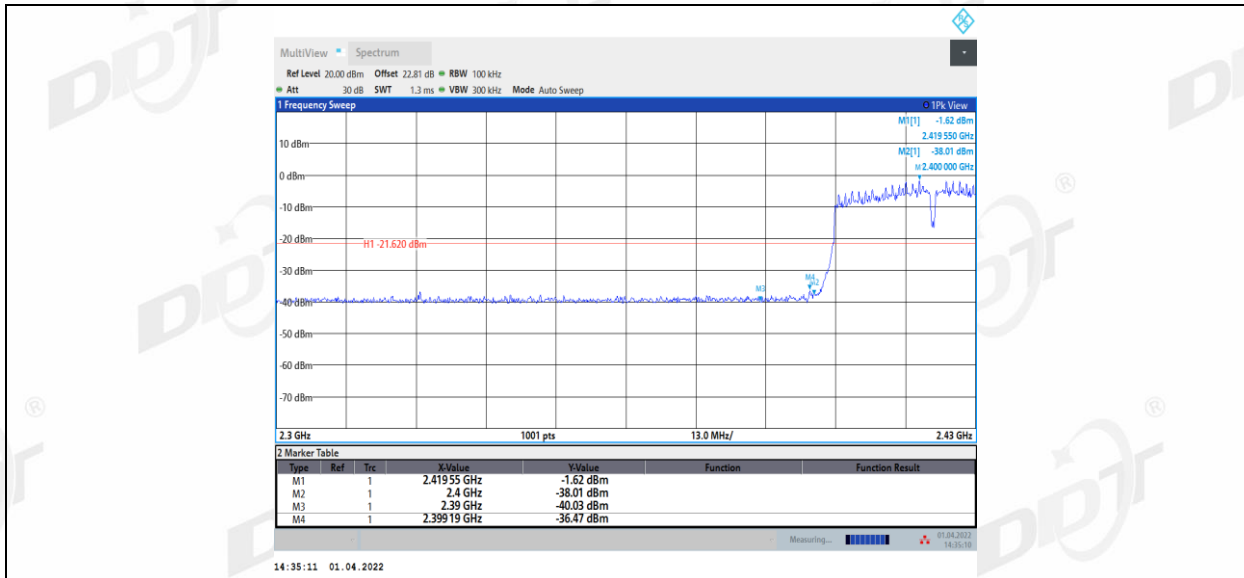 MultiView Spectrum
Ref Level 20.00 dBm Offset 22.81 dB RBW 100 kHz
Att 30 dB SWT 1.3 ms VBW 300 kHz Mode Auto Sweep
1 Frequency Sweep 1Pk View
M1[1] -1.62 dBm
2.419 550 GHz
M2[1] -38.01 dBm
2.400 000 GHz
10 dBm
0 dBm
-10 dBm
-20 dBm
H1 -21.620 dBm
-30 dBm
M4
M2
M3
-40 dBm
-50 dBm
-60 dBm
-70 dBm
2.3 GHz 1001 pts 13.0 MHz/ 2.43 GHz
2 Marker Table
Type Ref Trc X-Value Y-Value Function Function Result
M1 1 2.419 55 GHz -1.62 dBm
M2 1 2.4 GHz -38.01 dBm
M3 1 2.39 GHz -40.03 dBm
M4 1 2.399 19 GHz -36.47 dBm
Measuring... 01.04.2022
14:35:10
14:35:11 01.04.2022